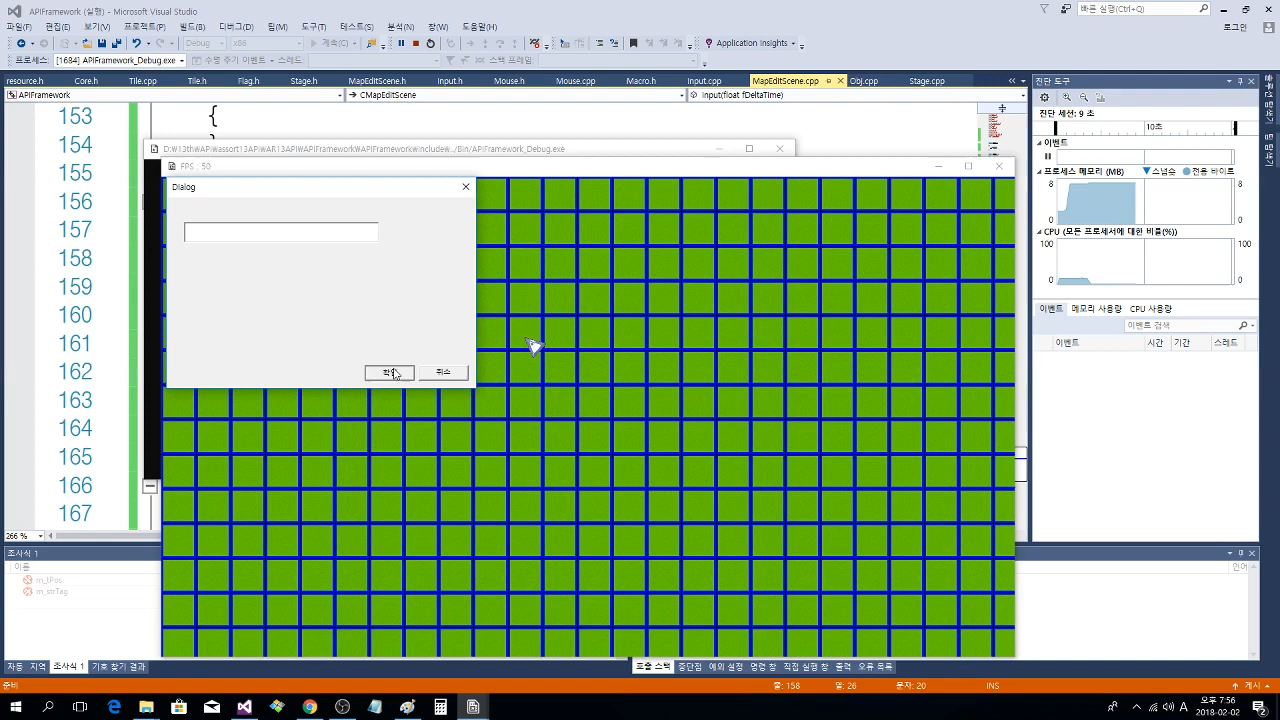 APIFramework (실행) - Microsoft Visual Studio
빠른 실행(Ctrl+Q)
파일(F) 편집(E) 보기(V) 프로젝트(P) 빌드(B) 디버그(D) 팀(M) 도구(T) 테스트(S) 분석(N) 창(W) 도움말(H)
로그인
Debug x86 계속(C) Application Insights
프로세스: [1684] APIFramework_Debug.exe 수명 주기 이벤트 스레드: 스택 프레임:
resource.h Core.h Tile.cpp Tile.h Flag.h Stage.h MapEditScene.h Input.h Mouse.h Mouse.cpp Macro.h Input.cpp MapEditScene.cpp Obj.cpp Stage.cpp
진단 도구
APIFramework CMapEditScene Input(float fDeltaTime)
153 {
154
155
156
157
158
159
160
161
162
163
164
165
166
167
FPS : 50
Dialog
취소
진단 세션: 9 초
10초
이벤트
프로세스 메모리 (MB) 스냅숏 전용 바이트
8 8
0 0
CPU (모든 프로세서에 대한 비율(%))
100 100
0 0
이벤트 메모리 사용량 CPU 사용량
이벤트 검색
이벤트 시간 기간 스레드
266 %
조사식 1
이름
m_tPos
m_strTag
자동 지역 조사식 1 기호 찾기 결과
호출 스택 중단점 예외 설정 명령 창 직접 실행 창 출력 오류 목록
준비 줄: 158 열: 26 문자: 20 INS 게시
오후 7:56
2018-02-02